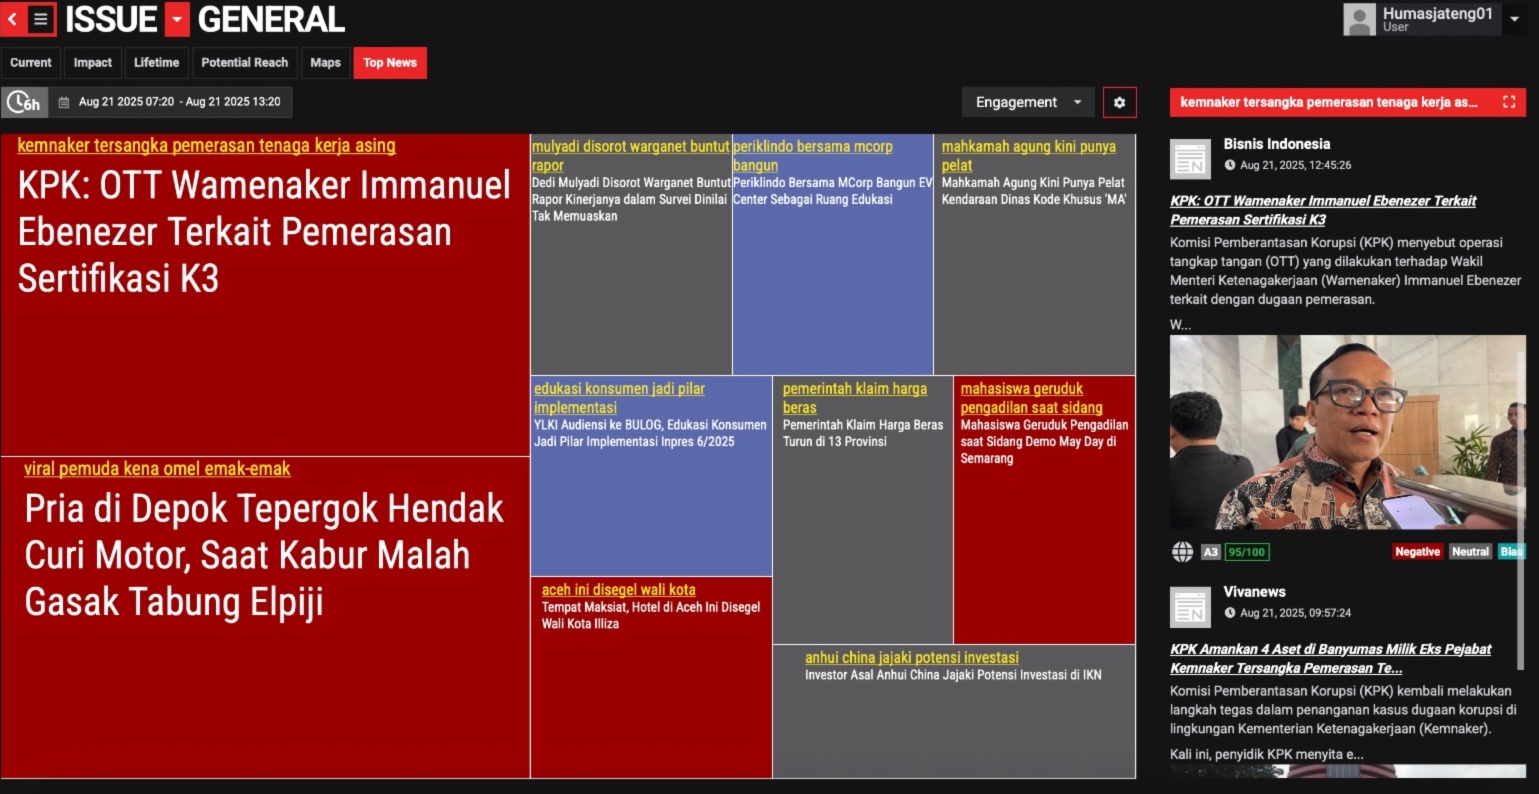 ISSUE GENERAL
Humasjateng01
User
Current
Impact
Lifetime
Potential Reach
Maps
Top News
6h
Aug 21 2025 07:20 - Aug 21 2025 13:20
Engagement
kemnaker tersangka pemerasan tenaga kerja asing
KPK: OTT Wamenaker Immanuel
Ebenezer Terkait Pemerasan
Sertifikasi K3
viral pemuda kena omel emak-emak
Pria di Depok Tepergok Hendak
Curi Motor, Saat Kabur Malah
Gasak Tabung Elpiji
mulyadi disorot warganet buntut
rapor
Dedi Mulyadi Disorot Warganet Buntut
Rapor Kinerjanya dalam Survei Dinilai
Tak Memuaskan
periklindo bersama mcorp
bangun
Periklindo Bersama MCorp Bangun EV
Center Sebagai Ruang Edukasi
mahkamah agung kini punya
pelat
Mahkamah Agung Kini Punya Pelat
Kendaraan Dinas Kode Khusus 'MA'
edukasi konsumen jadi pilar
implementasi
YLKI Audiensi ke BULOG, Edukasi Konsumen
Jadi Pilar Implementasi Inpres 6/2025
pemerintah klaim harga
beras
Pemerintah Klaim Harga Beras
Turun di 13 Provinsi
mahasiswa geruduk
pengadilan saat sidang
Mahasiswa Geruduk Pengadilan
saat Sidang Demo May Day di
Semarang
aceh ini disegel wali kota
Tempat Maksiat, Hotel di Aceh Ini Disegel
Wali Kota Illiza
anhui china jajaki potensi investasi
Investor Asal Anhui China Jajaki Potensi Investasi di IKN
kemnaker tersangka pemerasan tenaga kerja as...
Bisnis Indonesia
Aug 21, 2025, 12:45:26
KPK: OTT Wamenaker Immanuel Ebenezer Terkait
Pemerasan Sertifikasi K3
Komisi Pemberantasan Korupsi (KPK) menyebut operasi
tangkap tangan (OTT) yang dilakukan terhadap Wakil
Menteri Ketenagakerjaan (Wamenaker) Immanuel Ebenezer
terkait dengan dugaan pemerasan.
W...
A3
95/100
Negative
Neutral
Bias
Vivanews
Aug 21, 2025, 09:57:24
KPK Amankan 4 Aset di Banyumas Milik Eks Pejabat
Kemnaker Tersangka Pemerasan Te...
Komisi Pemberantasan Korupsi (KPK) kembali melakukan
langkah tegas dalam penanganan kasus dugaan korupsi di
lingkungan Kementerian Ketenagakerjaan (Kemnaker).
Kali ini, penyidik KPK menyita e...